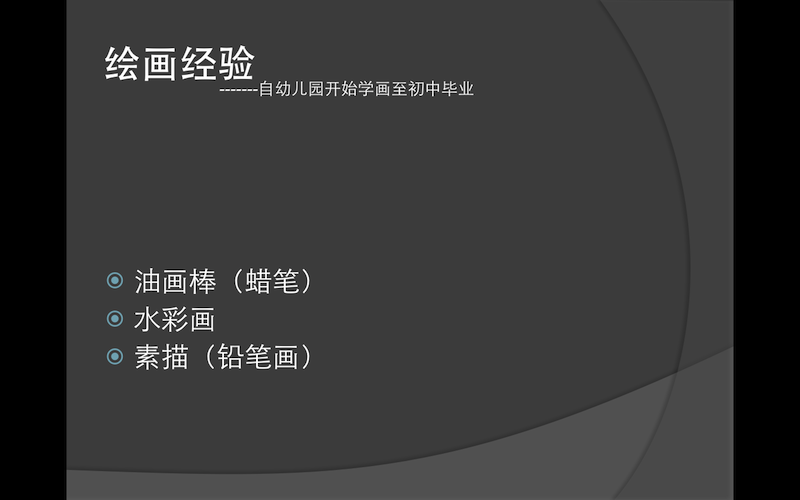 绘画经验
-------自幼儿园开始学画至初中毕业
油画棒（蜡笔）
水彩画
素描（铅笔画）